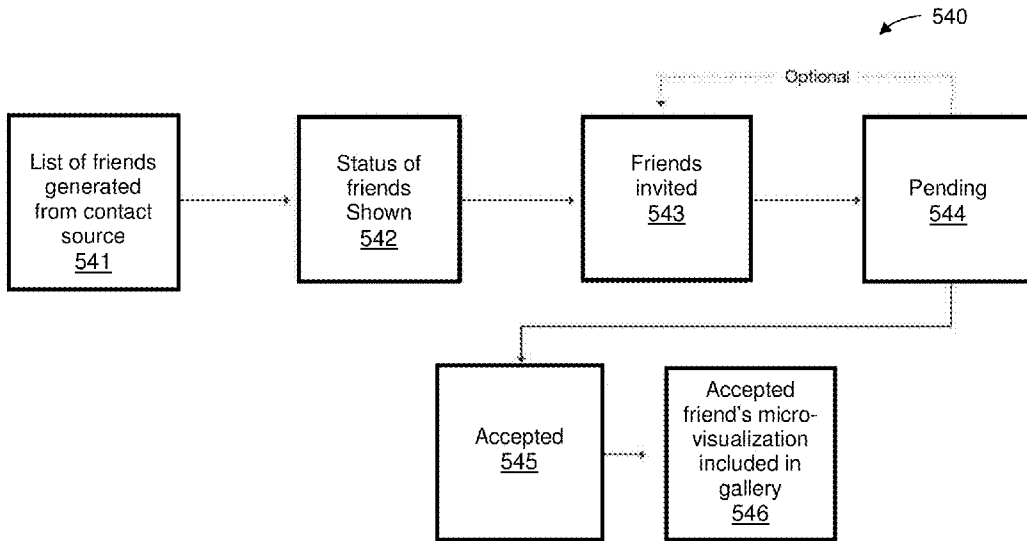 540
Optional
List of friends
generated
from contact
source
541
Status of
friends
Shown
542
Friends
invited
543
Pending
544
Accepted
545
Accepted
friend's micro-
visualization
included in
gallery
546